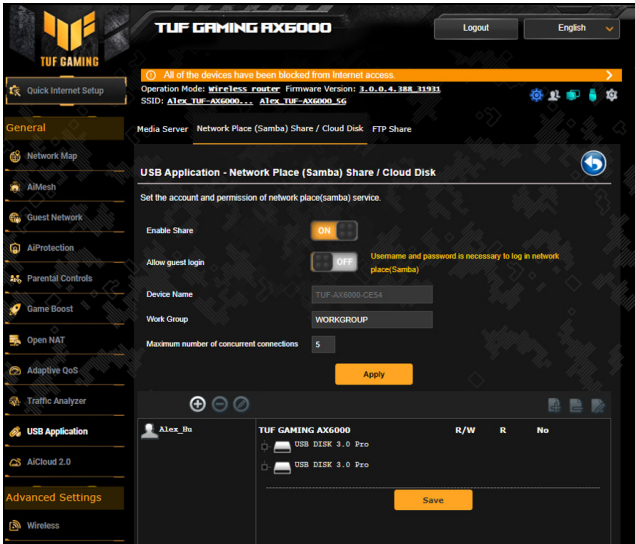 TUF GAMING AX6000
Logout
English
TUF GAMING
All of the devices have been blocked from Internet access.
Quick Internet Setup
Operation Mode: Wireless router Firmware Version: 3.0.0.4.388_31931
SSID: Alex_TUF-AX6000... Alex_TUF-AX6000_5G
General
Media Server Network Place (Samba) Share / Cloud Disk FTP Share
Network Map
AiMesh
Guest Network
AiProtection
Parental Controls
Game Boost
Open NAT
Adaptive QoS
Traffic Analyzer
USB Application
AiCloud 2.0
Advanced Settings
Wireless
USB Application - Network Place (Samba) Share / Cloud Disk
Set the account and permission of network place(samba) service.
Enable Share
ON
Allow guest login
OFF
Username and password is necessary to log in network
place(Samba)
Device Name
TUF-AX6000-CE54
Work Group
WORKGROUP
Maximum number of concurrent connections
5
Apply
Alex_Hu
TUF GAMING AX6000 R/W R No
USB DISK 3.0 Pro
USB DISK 3.0 Pro
Save